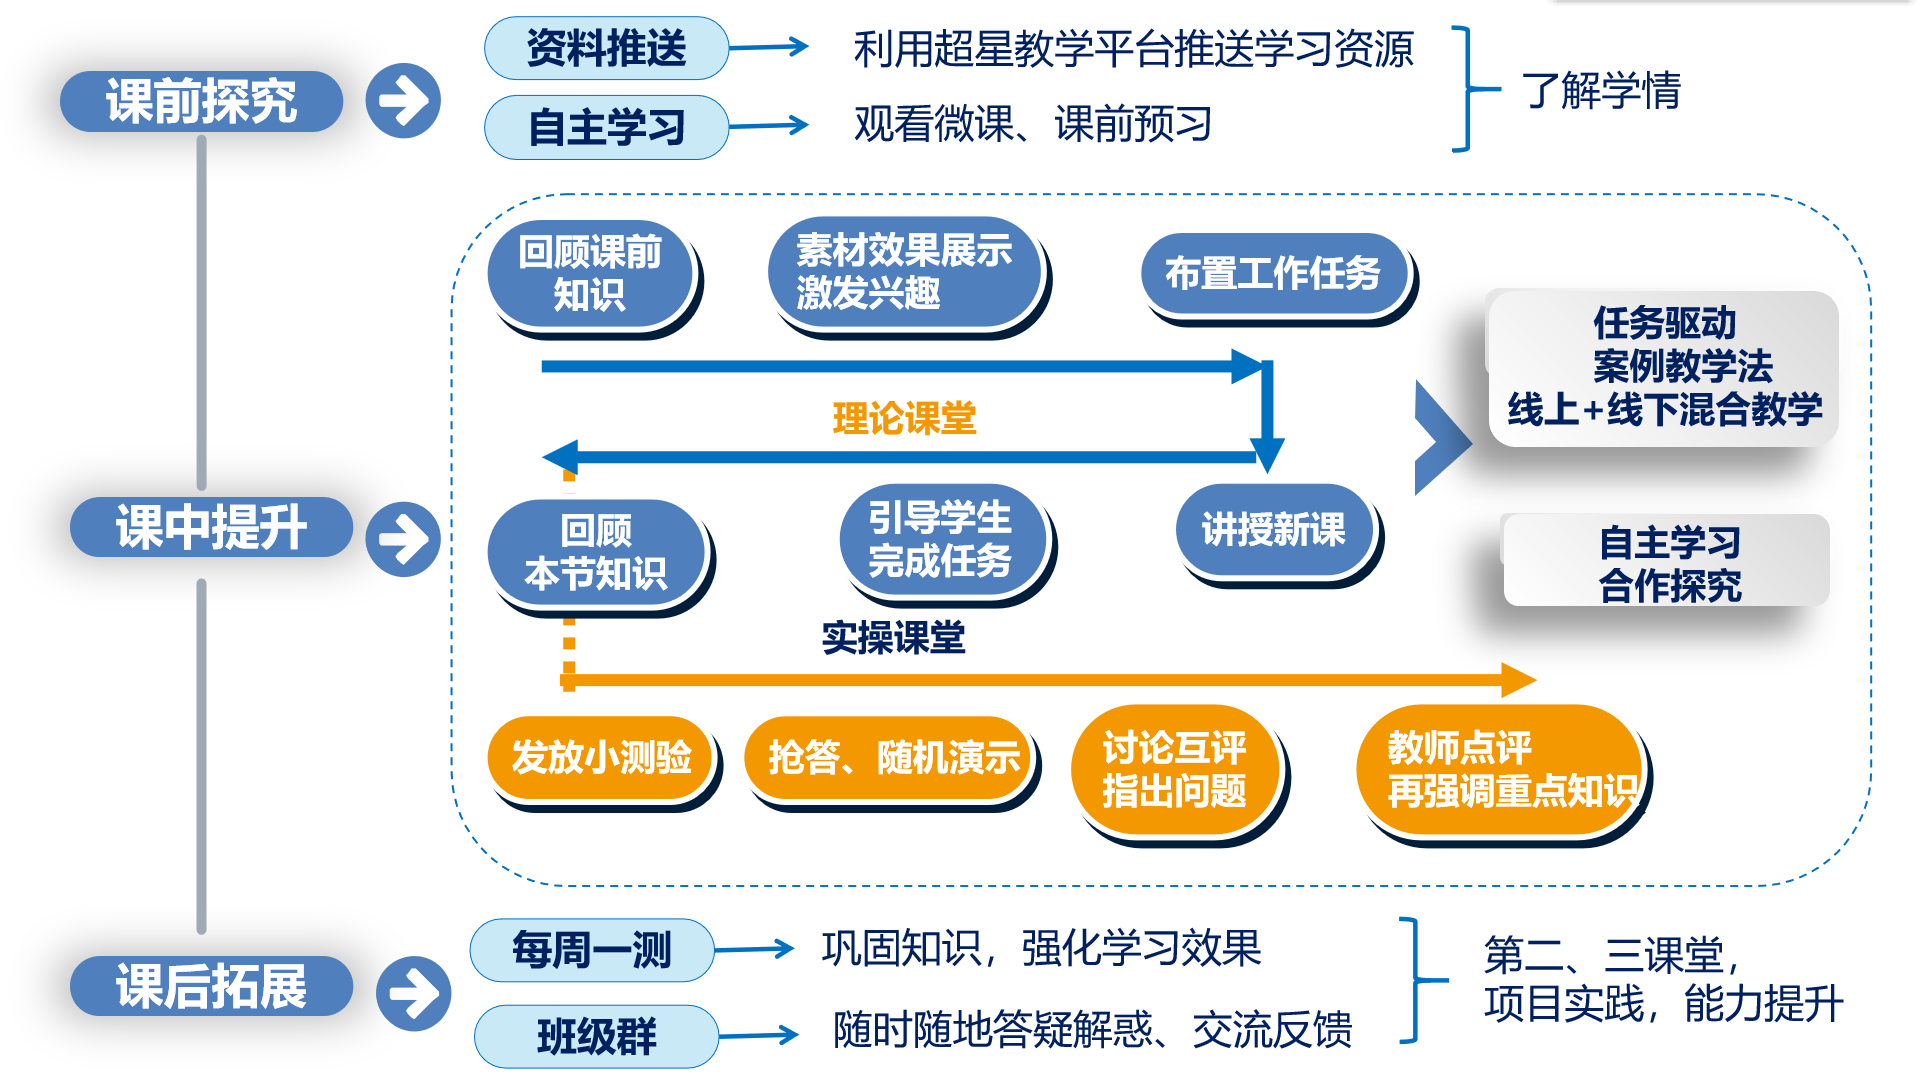 课前探究
资料推送
利用超星教学平台推送学习资源
自主学习
观看微课、课前预习
了解学情
课中提升
回顾课前
知识
素材效果展示
激发兴趣
布置工作任务
理论课堂
回顾
本节知识
引导学生
完成任务
讲授新课
实操课堂
发放小测验
抢答、随机演示
讨论互评
指出问题
教师点评
再强调重点知识
任务驱动
案例教学法
线上+线下混合教学
自主学习
合作探究
课后拓展
每周一测
巩固知识，强化学习效果
班级群
随时随地答疑解惑、交流反馈
第二、三课堂，
项目实践，能力提升